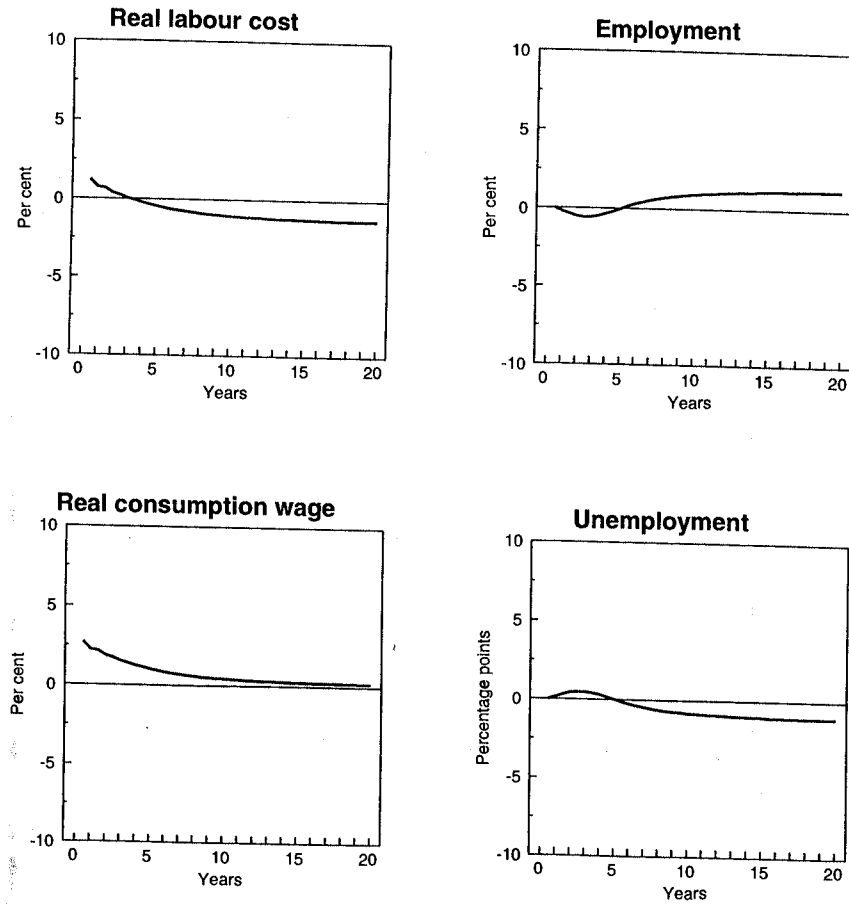 Real labour cost
10
5
0
-5
-10
Per cent
0 5 10 15 20
Years
Employment
10
5
0
-5
-10
Per cent
0 5 10 15 20
Years
Real consumption wage
10
5
0
-5
-10
Per cent
0 5 10 15 20
Years
Unemployment
10
5
0
-5
-10
Percentage points
0 5 10 15 20
Years